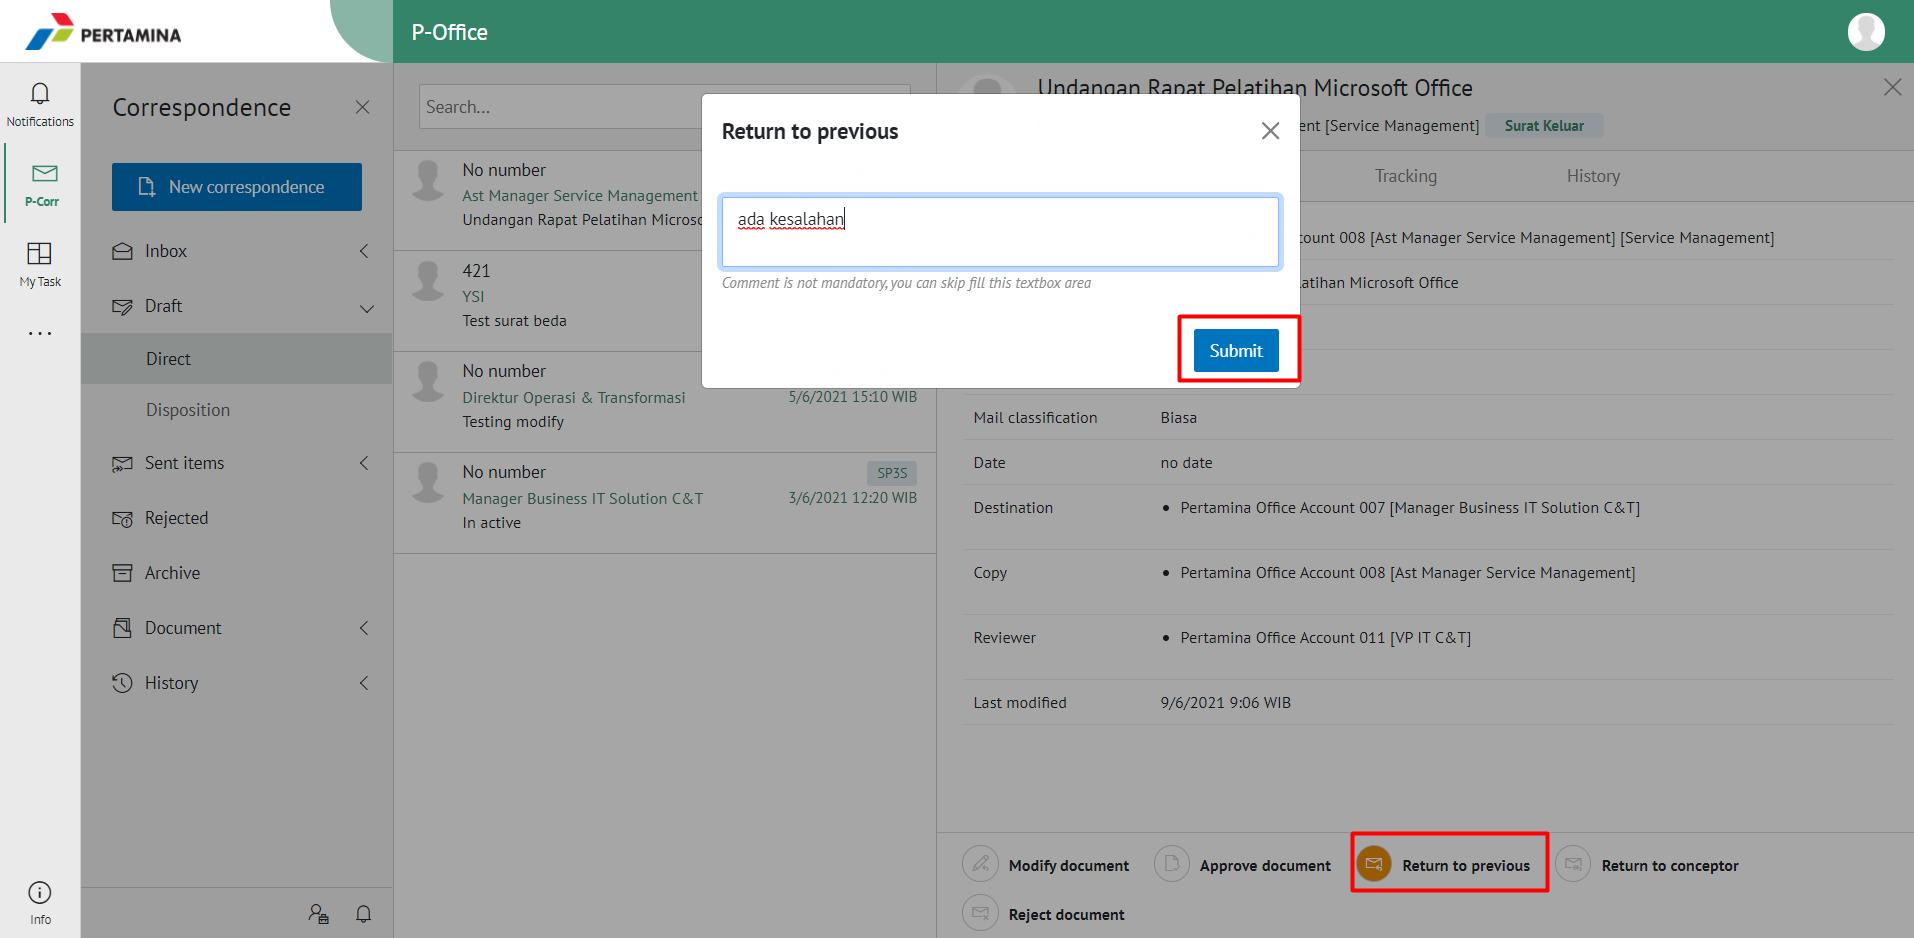 PERTAMINA
P-Office
Notifications
P-Corr
My Task
...
Info
Correspondence
New correspondence
Inbox
Draft
Direct
Disposition
Sent items
Rejected
Archive
Document
History
Search...
No number
Ast Manager Service Management
Undangan Rapat Pelatihan Micros
421
YSI
Test surat beda
No number
Direktur Operasi & Transformasi
5/6/2021 15:10 WIB
Testing modify
No number
SP3S
Manager Business IT Solution C&T
3/6/2021 12:20 WIB
In active
Undangan Rapat Pelatihan Microsoft Office
ent [Service Management]
Surat Keluar
Tracking
History
count 008 [Ast Manager Service Management] [Service Management]
atihan Microsoft Office
Mail classification
Biasa
Date
no date
Destination
• Pertamina Office Account 007 [Manager Business IT Solution C&T]
Copy
• Pertamina Office Account 008 [Ast Manager Service Management]
Reviewer
• Pertamina Office Account 011 [VP IT C&T]
Last modified
9/6/2021 9:06 WIB
Modify document
Approve document
Return to previous
Return to conceptor
Reject document
Return to previous
ada kesalahan
Comment is not mandatory, you can skip fill this textbox area
Submit